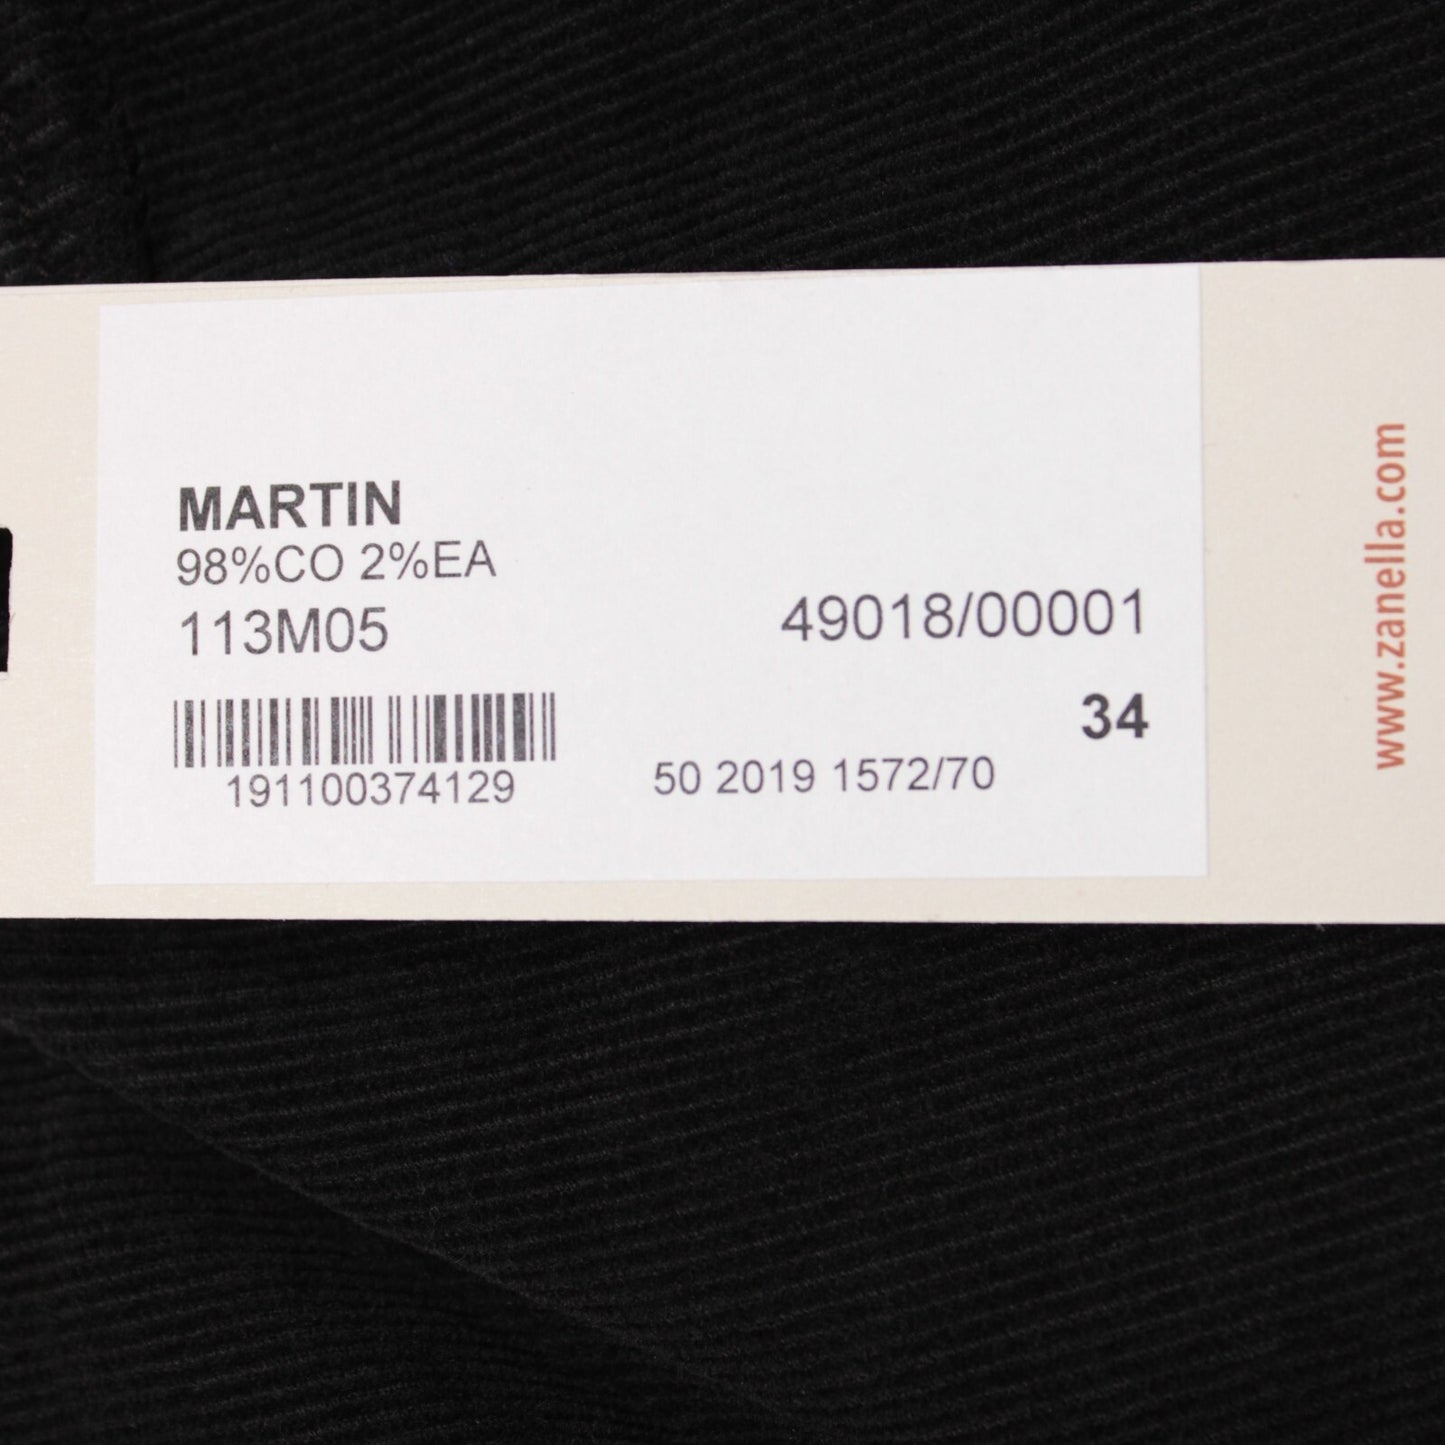 MARTIN
98%CO 2%EA
113M05
49018/00001
34
191100374129
50 2019 1572/70
www.zanella.com